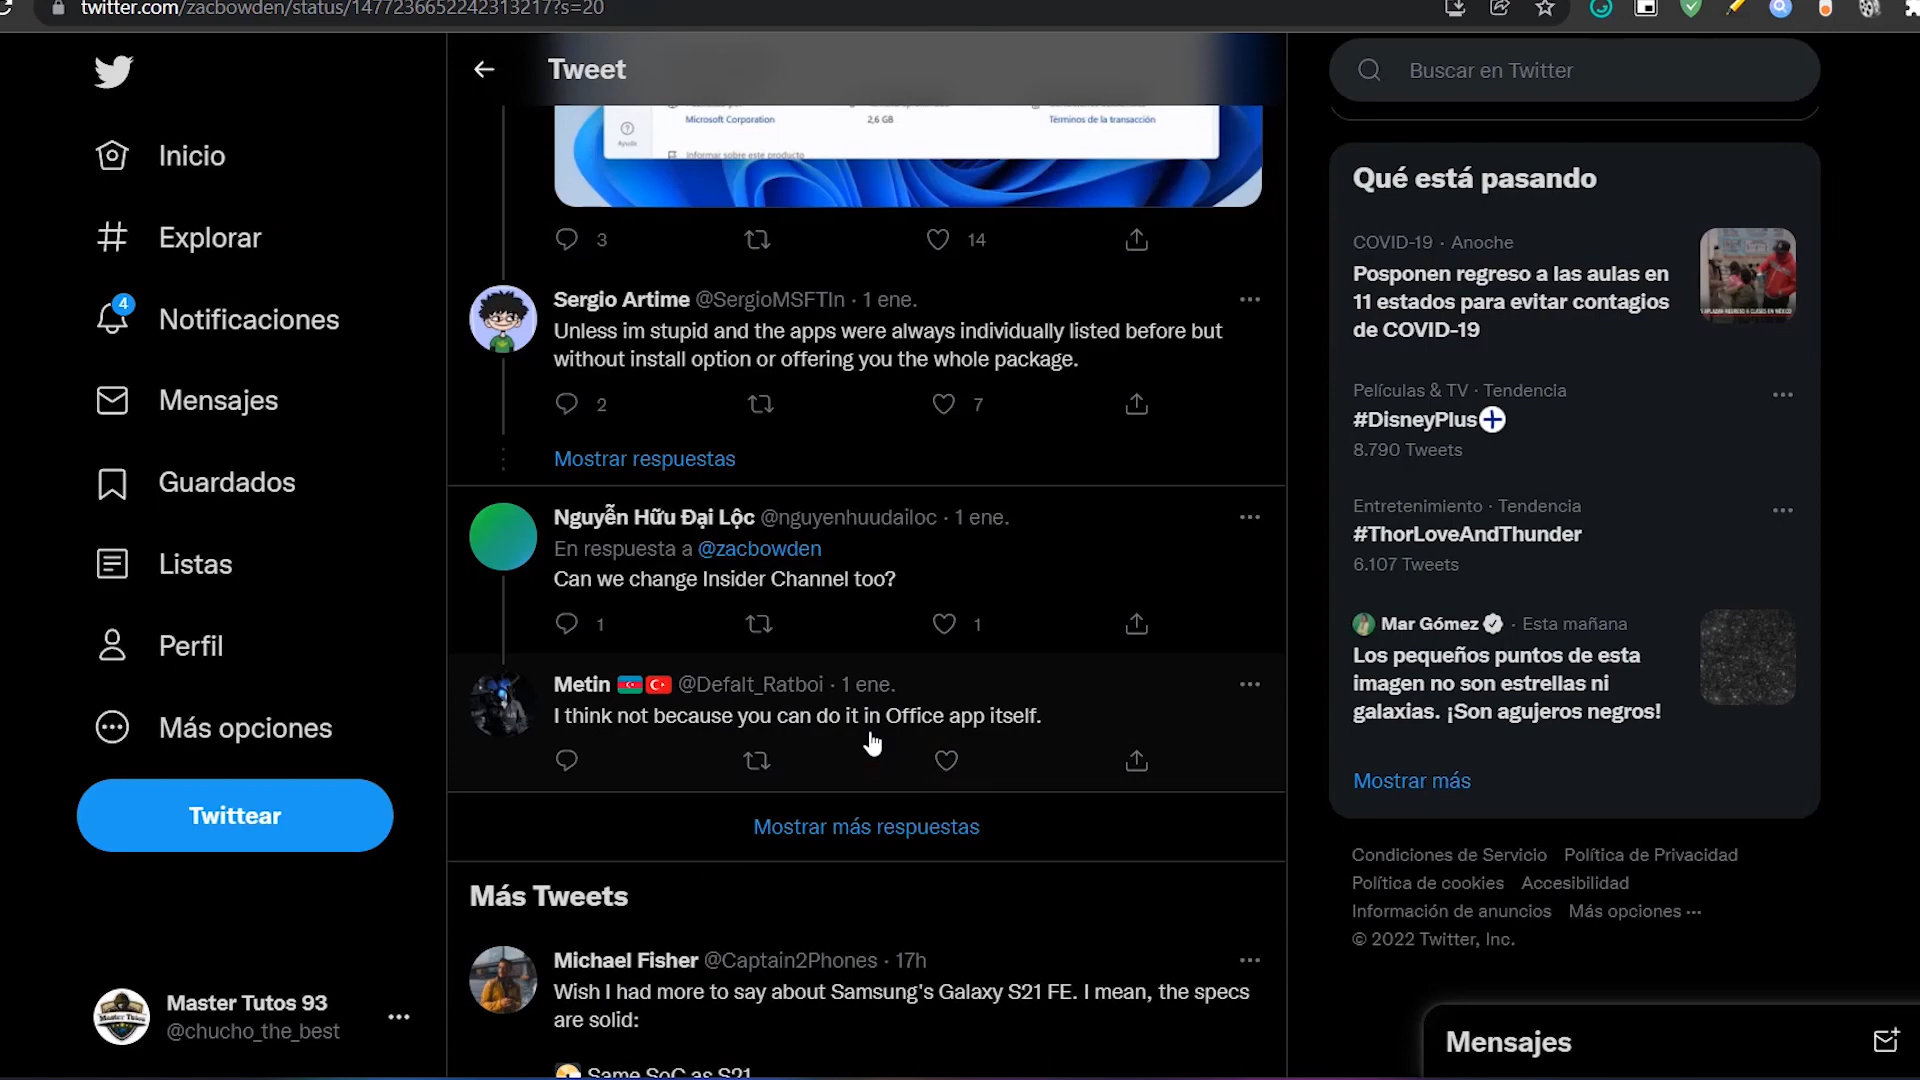 twitter.com/zacbowden/status/1477236652242313217?s=20
Tweet
Buscar en Twitter
Inicio
Explorar
4
Notificaciones
Mensajes
Guardados
Listas
Perfil
Más opciones
Twittear
Master Tutos 93
@chucho_the_best
Microsoft Corporation
2,6 GB
Términos de la transacción
Ayuda
Informar sobre este producto
3
14
Sergio Artime @SergioMSFTIn · 1 ene.
Unless im stupid and the apps were always individually listed before but
without install option or offering you the whole package.
2
7
Mostrar respuestas
Nguyễn Hữu Đại Lộc @nguyenhuudailoc · 1 ene.
En respuesta a @zacbowden
Can we change Insider Channel too?
1
1
Metin @Defalt_Ratboi · 1 ene.
I think not because you can do it in Office app itself.
Mostrar más respuestas
Más Tweets
Michael Fisher @Captain2Phones · 17h
Wish I had more to say about Samsung's Galaxy S21 FE. I mean, the specs
are solid:
Same SoC as S21
Qué está pasando
COVID-19 · Anoche
Posponen regreso a las aulas en
11 estados para evitar contagios
de COVID-19
Películas & TV · Tendencia
#DisneyPlus
8.790 Tweets
Entretenimiento · Tendencia
#ThorLoveAndThunder
6.107 Tweets
Mar Gómez · Esta mañana
Los pequeños puntos de esta
imagen no son estrellas ni
galaxias. ¡Son agujeros negros!
Mostrar más
Condiciones de Servicio Política de Privacidad
Política de cookies Accesibilidad
Información de anuncios Más opciones ···
© 2022 Twitter, Inc.
Mensajes